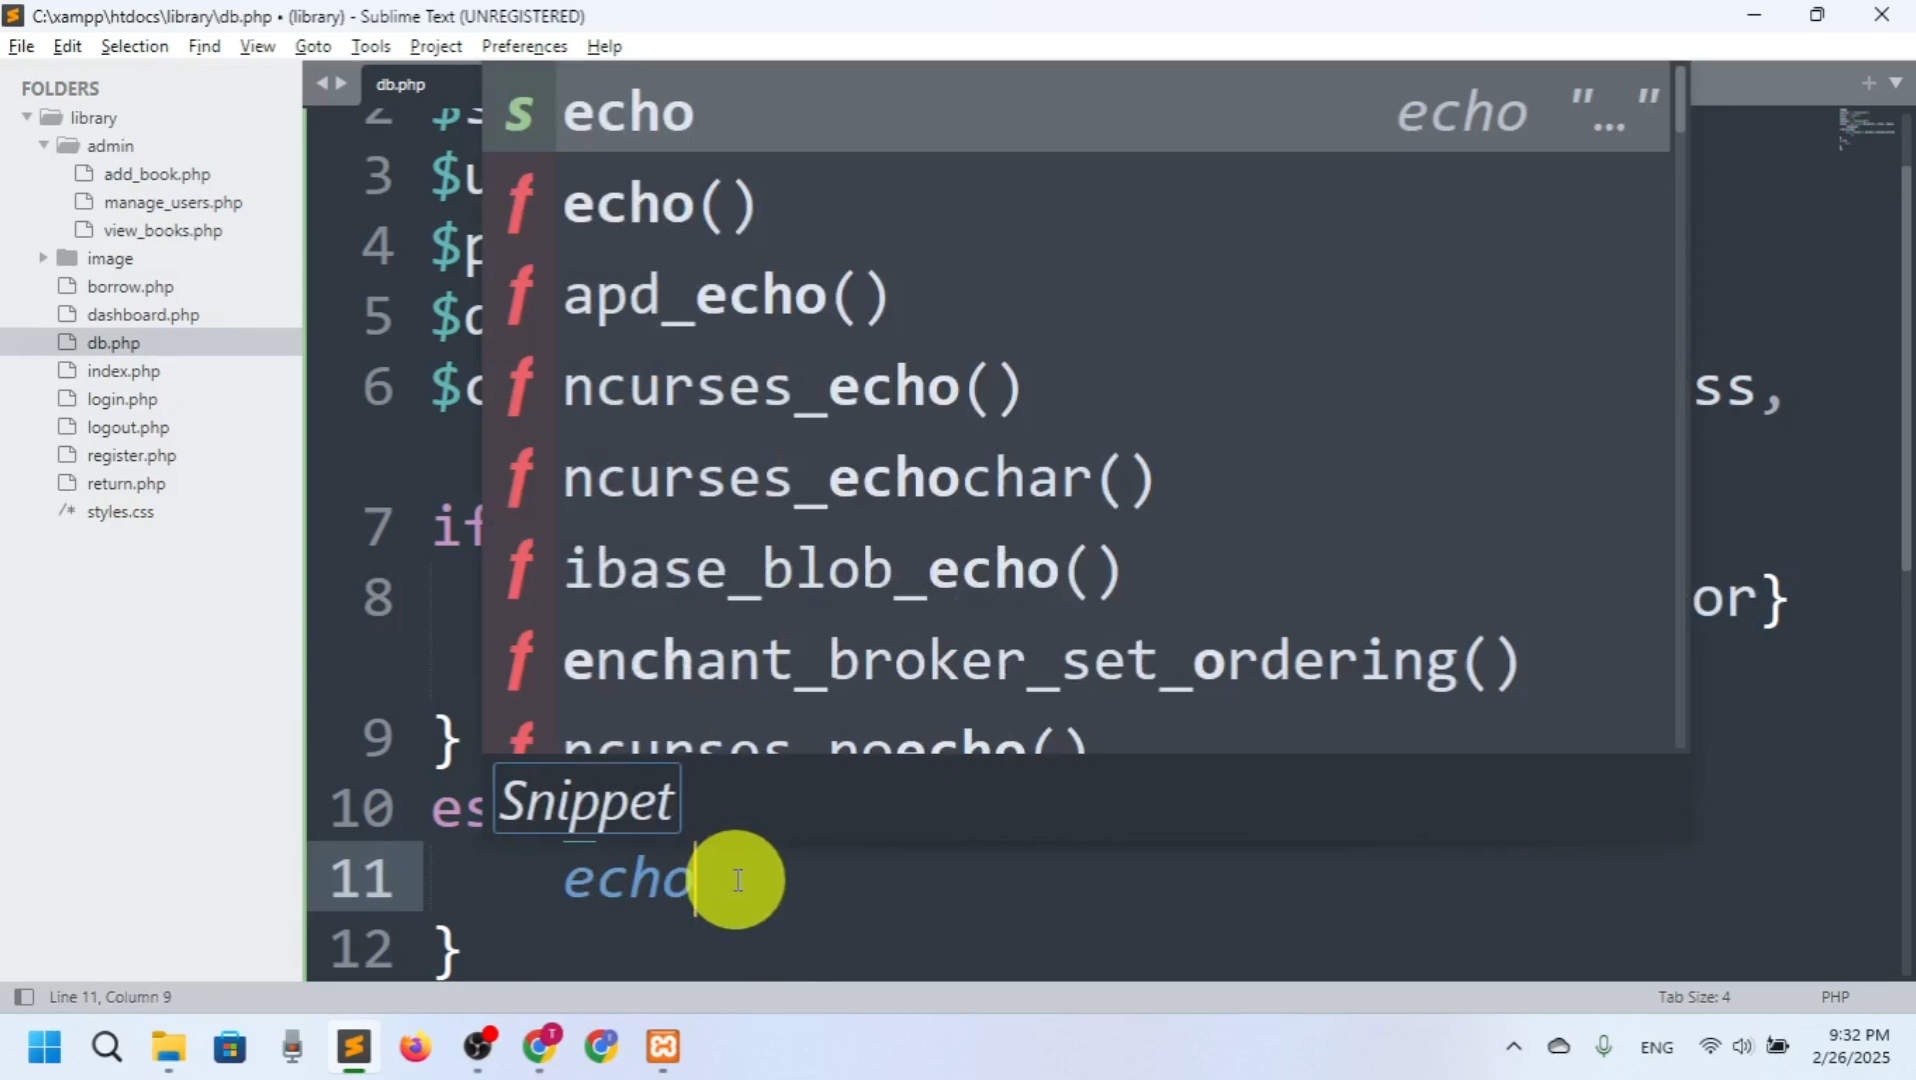 C:\xampp\htdocs\library\db.php • (library) - Sublime Text (UNREGISTERED)
File Edit Selection Find View Goto Tools Project Preferences Help
FOLDERS
library
admin
add_book.php
manage_users.php
view_books.php
image
borrow.php
dashboard.php
db.php
index.php
login.php
logout.php
register.php
return.php
/* styles.css
db.php
2 $s
3 $u
4 $p
5 $d
6 $c ss,
7 if
8 or}
9 }
10 es
11 echo
12 }
s echo echo "…"
f echo()
f apd_echo()
f ncurses_echo()
f ncurses_echochar()
f ibase_blob_echo()
f enchant_broker_set_ordering()
f ncurses_noecho()
Snippet
Line 11, Column 9 Tab Size: 4 PHP
T
ENG
9:32 PM
2/26/2025